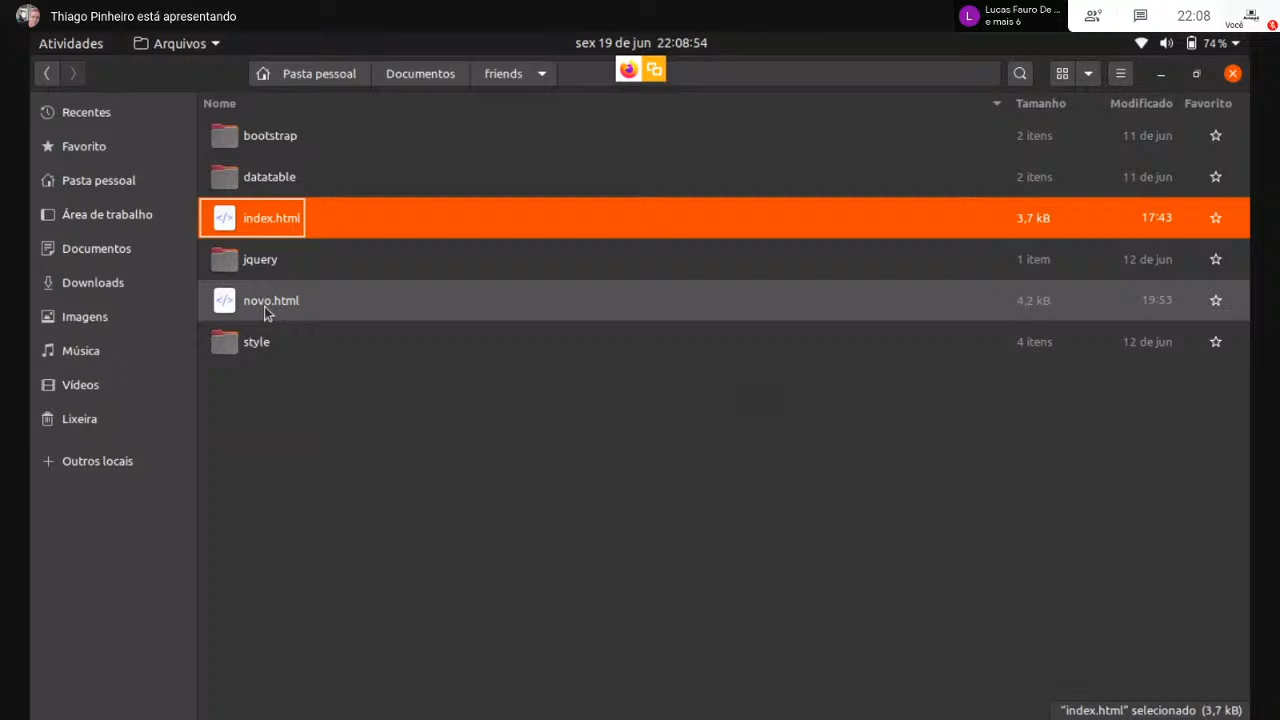 Thiago Pinheiro está apresentando
Lucas Fauro De ...
L
e mais 6
9
22:08
Você
Atividades
Arquivos
sex 19 de jun 22:08:54
74%
Pasta pessoal
Documentos
friends
Nome
Tamanho
Modificado
Favorito
Recentes
Favorito
Pasta pessoal
Área de trabalho
Documentos
Downloads
Imagens
Música
Vídeos
Lixeira
Outros locais
bootstrap 2 itens 11 de jun
datatable 2 itens 11 de jun
index.html 3,7 kB 17:43
jquery 1 item 12 de jun
novo.html 4,2 kB 19:53
style 4 itens 12 de jun
"index.html" selecionado (3,7 kB)